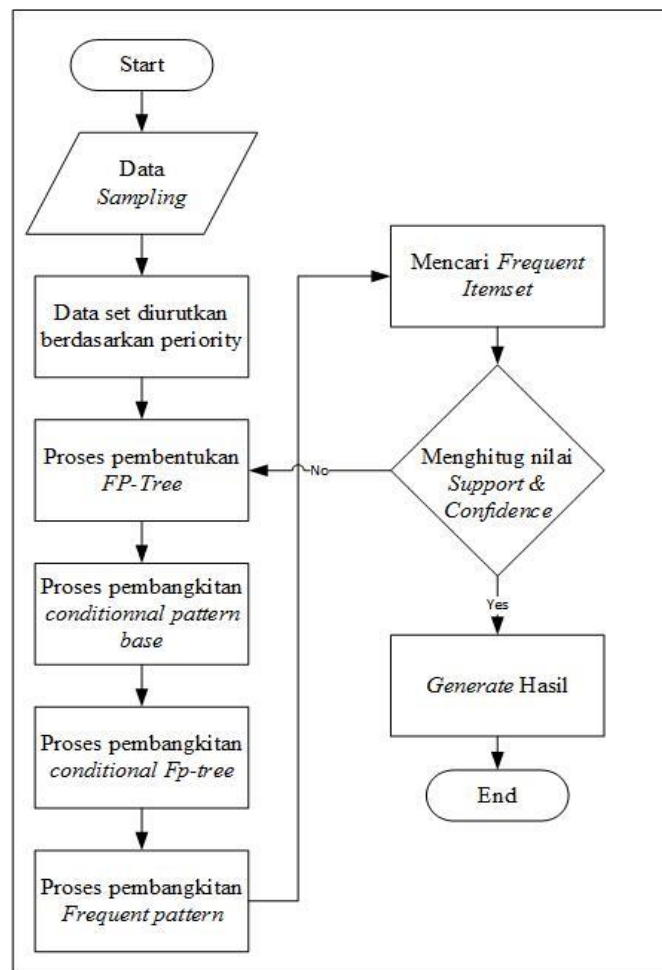 Start
Data
Sampling
Data set diurutkan
berdasarkan periority
Proses pembentukan
FP-Tree
Proses pembangkitan
conditionnal pattern
base
Proses pembangkitan
conditional Fp-tree
Proses pembangkitan
Frequent pattern
Mencari Frequent
Itemset
Menghitug nilai
Support &
Confidence
No
Yes
Generate Hasil
End